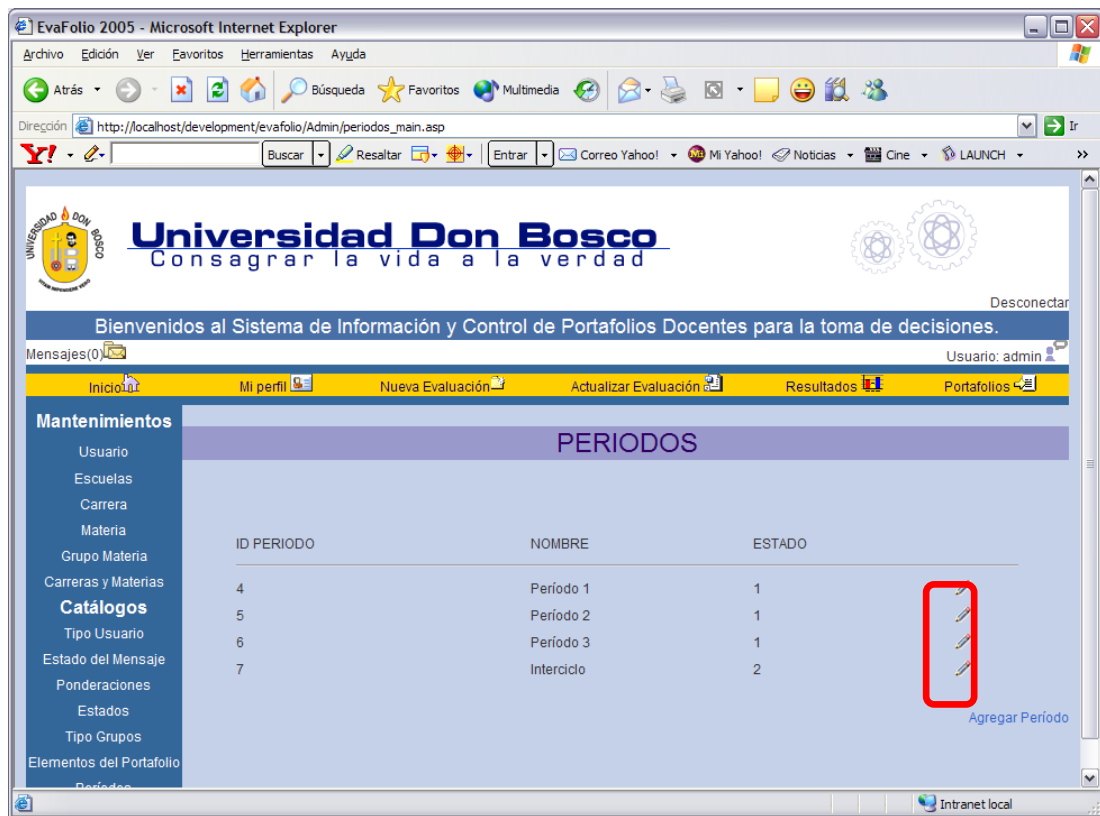 EvaFolio 2005 - Microsoft Internet Explorer
Archivo Edición Ver Favoritos Herramientas Ayuda
Atrás Búsqueda Favoritos Multimedia
Dirección http://localhost/development/evafolio/Admin/periodos_main.asp Ir
Y! Buscar Resaltar Entrar Correo Yahoo! Mi Yahoo! Noticias Cine LAUNCH >>
UNIVERSIDAD DON BOSCO
Universidad Don Bosco
Consagrar la vida a la verdad
Desconectar
Bienvenidos al Sistema de Información y Control de Portafolios Docentes para la toma de decisiones.
Mensajes(0) Usuario: admin
Inicio Mi perfil Nueva Evaluación Actualizar Evaluación Resultados Portafolios
Mantenimientos
Usuario
Escuelas
Carrera
Materia
Grupo Materia
Carreras y Materias
Catálogos
Tipo Usuario
Estado del Mensaje
Ponderaciones
Estados
Tipo Grupos
Elementos del Portafolio
Períodos
PERIODOS
ID PERIODO NOMBRE ESTADO
4 Período 1 1
5 Período 2 1
6 Período 3 1
7 Interciclo 2
Agregar Período
Intranet local